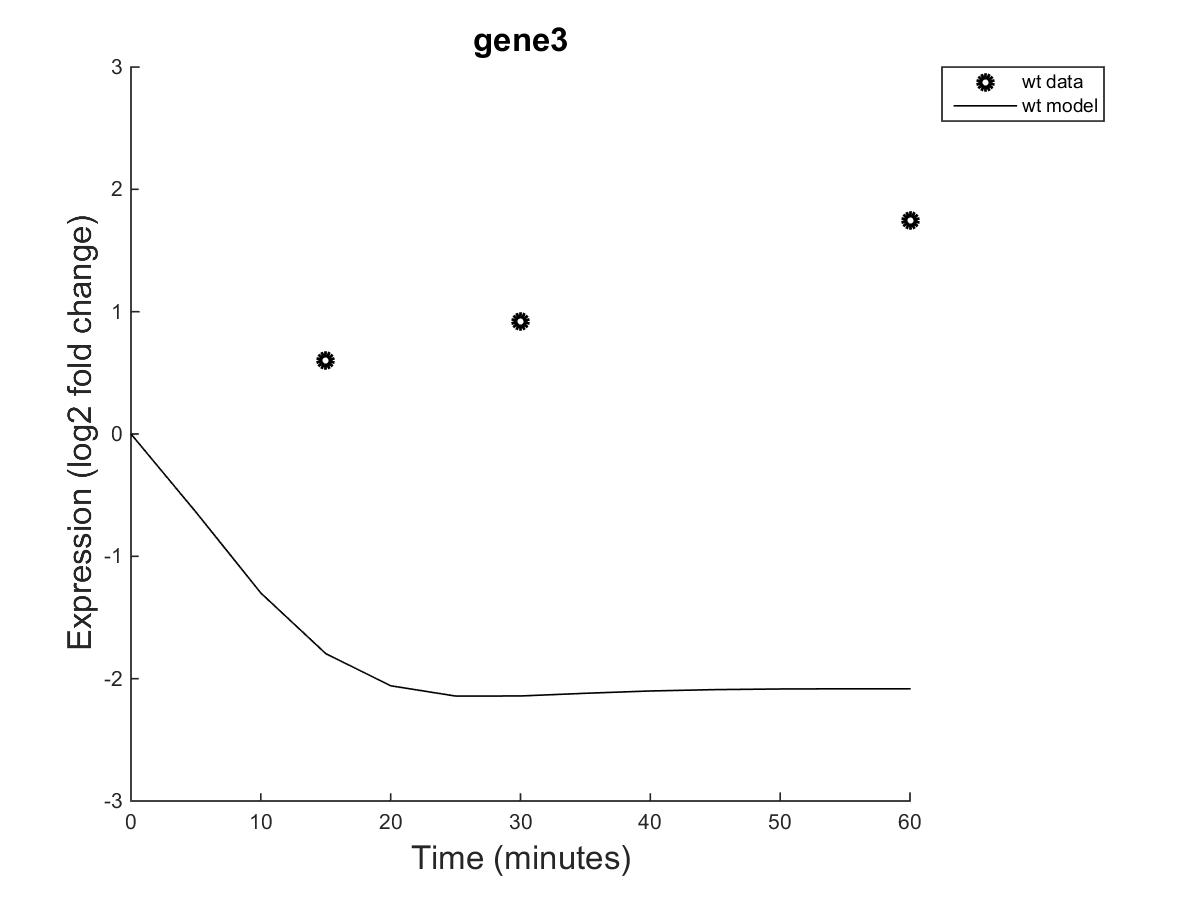 gene3
wt data
wt model
Expression (log2 fold change)
3
2
1
0
-1
-2
-3
0 10 20 30 40 50 60
Time (minutes)